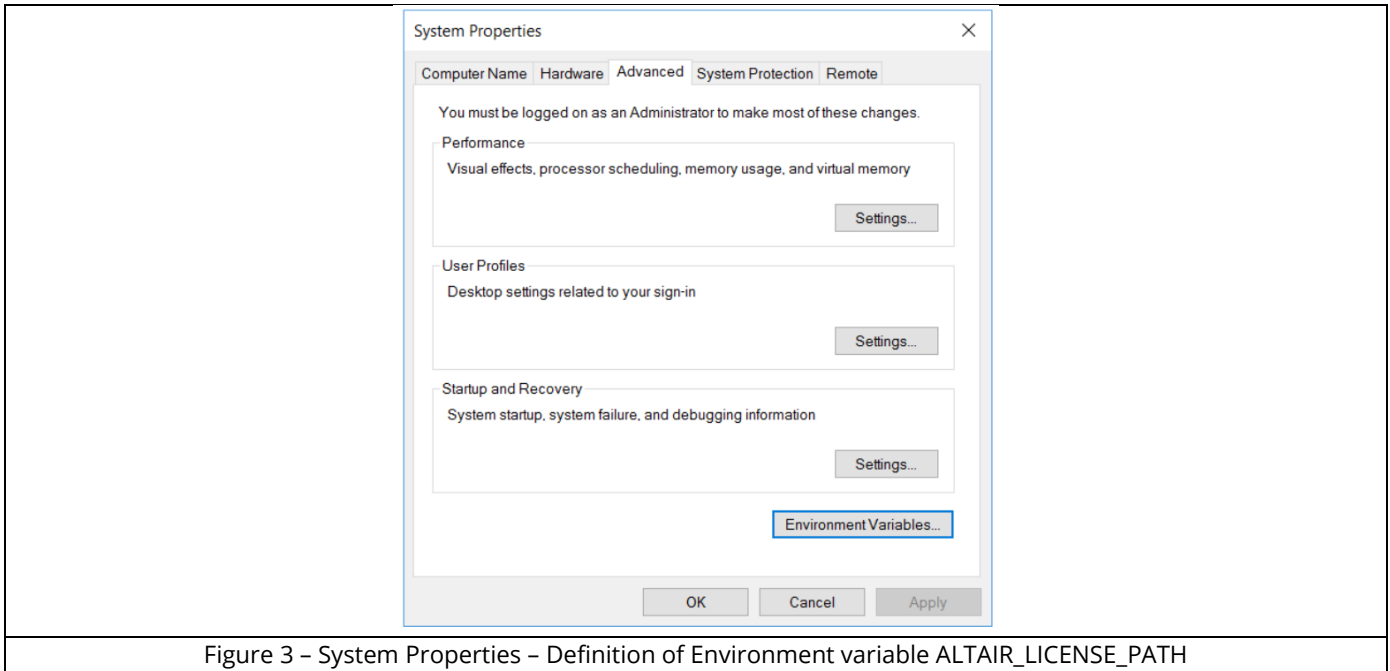 System Properties
Computer Name Hardware Advanced System Protection Remote
You must be logged on as an Administrator to make most of these changes.
Performance
Visual effects, processor scheduling, memory usage, and virtual memory
Settings...
User Profiles
Desktop settings related to your sign-in
Settings...
Startup and Recovery
System startup, system failure, and debugging information
Settings...
Environment Variables...
OK Cancel Apply
Figure 3 – System Properties – Definition of Environment variable ALTAIR_LICENSE_PATH